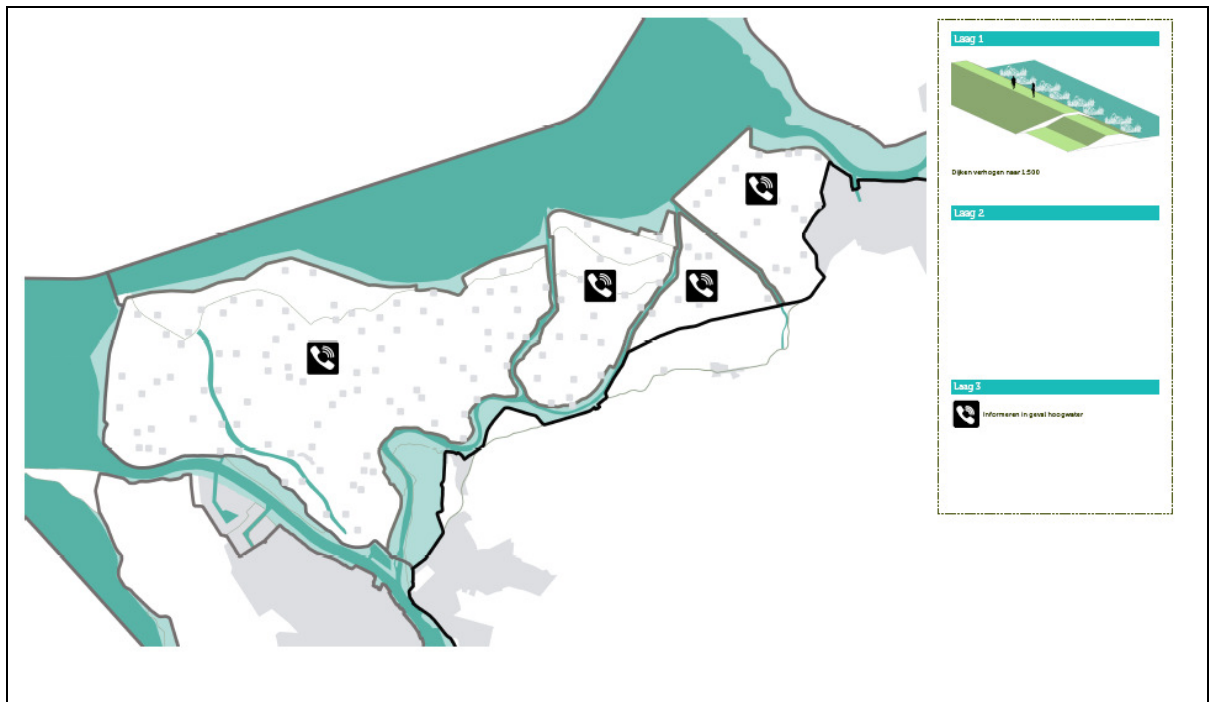 Laag 1
Dijken verhogen naar 1:500
Laag 2
Laag 3
Informeren in geval hoogwater